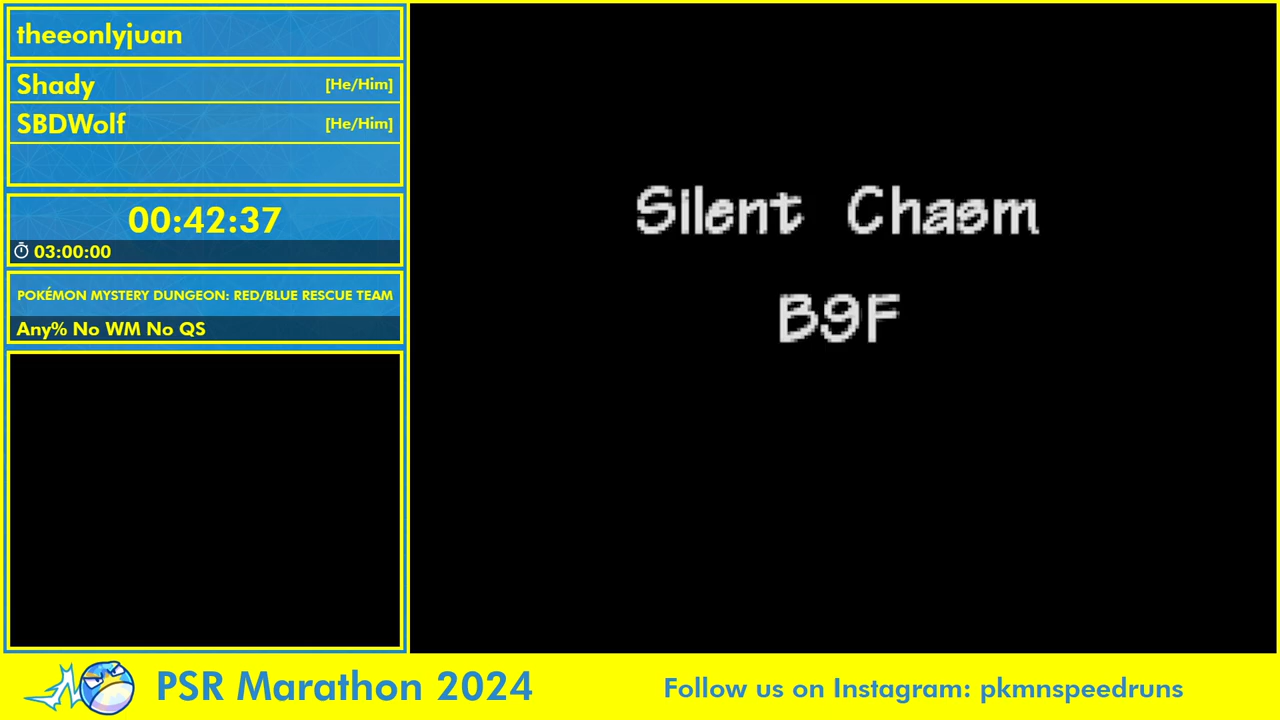 theeonlyjuan
Shady [He/Him]
SBDWolf [He/Him]
00:42:37
03:00:00
POKÉMON MYSTERY DUNGEON: RED/BLUE RESCUE TEAM
Any% No WM No QS
Silent Chasm
B9F
PSR Marathon 2024
Follow us on Instagram: pkmnspeedruns